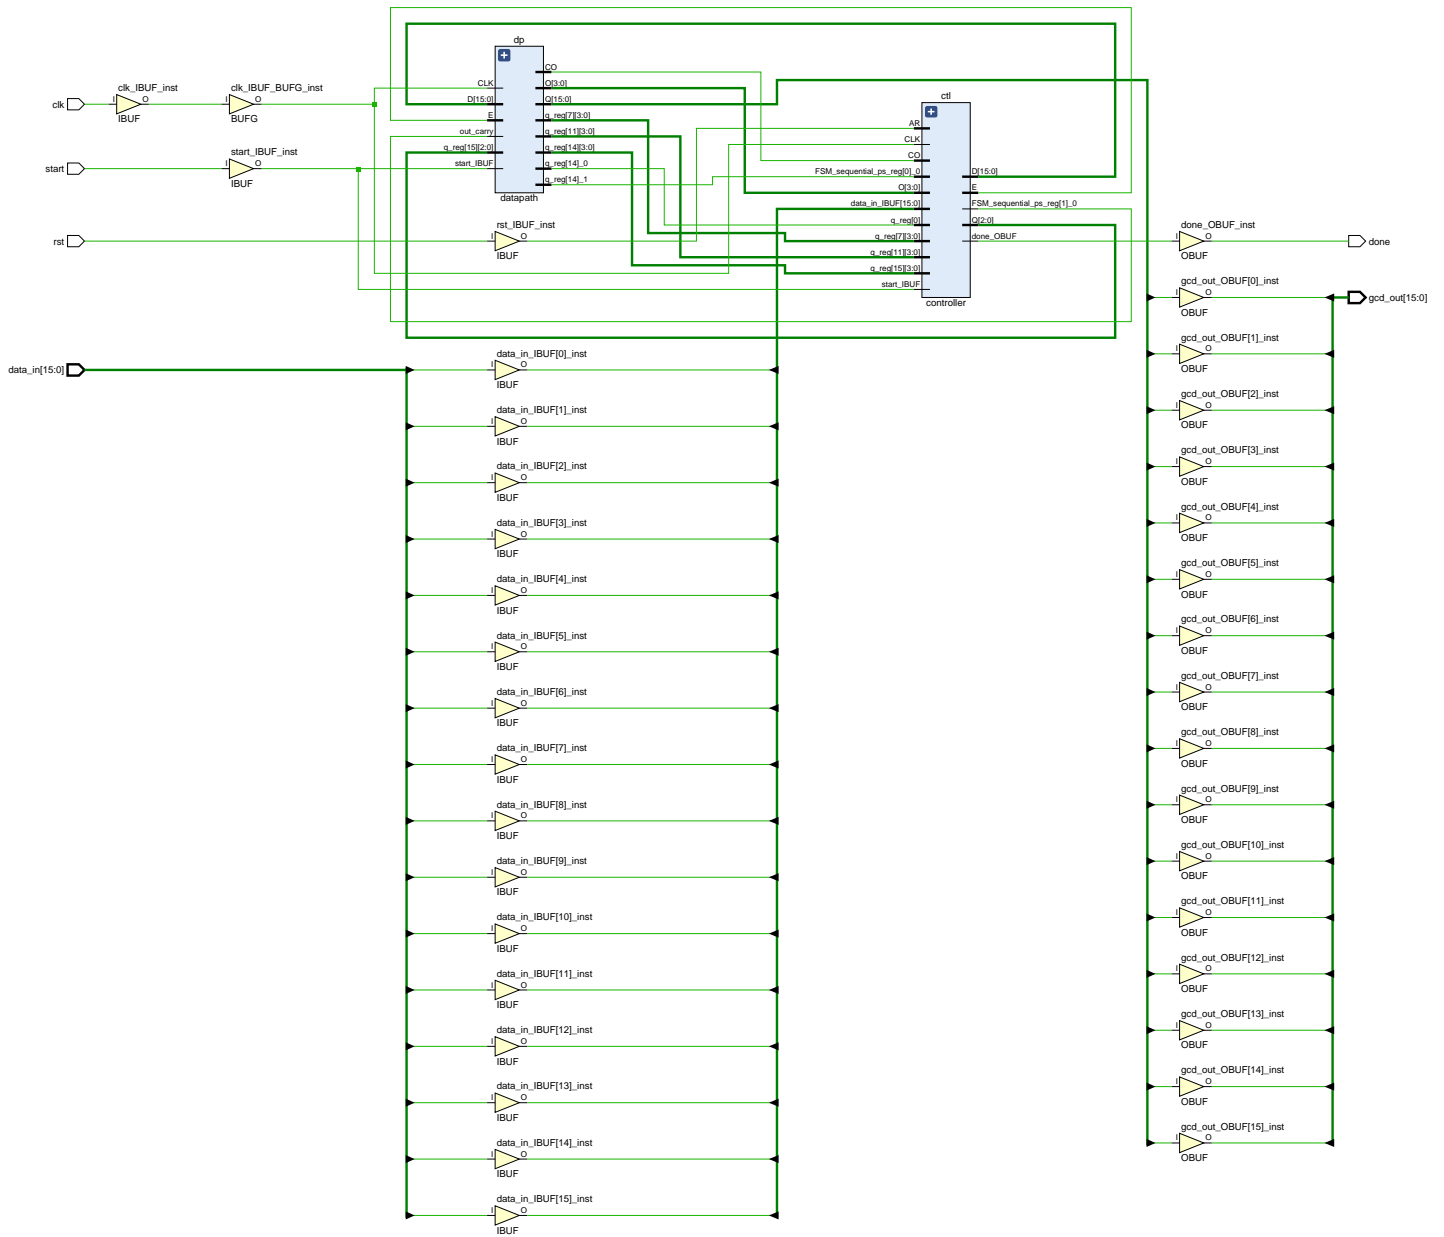 dp
CO
CLK
O[3:0]
D[15:0]
Q[15:0]
E
q_reg[7][3:0]
out_carry
q_reg[11][3:0]
q_reg[15][2:0]
q_reg[14][3:0]
start_IBUF
q_reg[14]_0
q_reg[14]_1
datapath
clk
I
clk_IBUF_inst
O
IBUF
I
clk_IBUF_BUFG_inst
O
BUFG
start
I
start_IBUF_inst
O
IBUF
rst
I
rst_IBUF_inst
O
IBUF
ctl
AR
CLK
CO
FSM_sequential_ps_reg[0]_0
O[3:0]
data_in_IBUF[15:0]
q_reg[0]
q_reg[7][3:0]
q_reg[11][3:0]
q_reg[15][3:0]
start_IBUF
D[15:0]
E
FSM_sequential_ps_reg[1]_0
Q[2:0]
done_OBUF
controller
done_OBUF_inst
I
O
OBUF
done
gcd_out_OBUF[0]_inst
I
O
OBUF
gcd_out[15:0]
gcd_out_OBUF[1]_inst
I
O
OBUF
gcd_out_OBUF[2]_inst
I
O
OBUF
gcd_out_OBUF[3]_inst
I
O
OBUF
gcd_out_OBUF[4]_inst
I
O
OBUF
gcd_out_OBUF[5]_inst
I
O
OBUF
gcd_out_OBUF[6]_inst
I
O
OBUF
gcd_out_OBUF[7]_inst
I
O
OBUF
gcd_out_OBUF[8]_inst
I
O
OBUF
gcd_out_OBUF[9]_inst
I
O
OBUF
gcd_out_OBUF[10]_inst
I
O
OBUF
gcd_out_OBUF[11]_inst
I
O
OBUF
gcd_out_OBUF[12]_inst
I
O
OBUF
gcd_out_OBUF[13]_inst
I
O
OBUF
gcd_out_OBUF[14]_inst
I
O
OBUF
gcd_out_OBUF[15]_inst
I
O
OBUF
data_in[15:0]
data_in_IBUF[0]_inst
I
O
IBUF
data_in_IBUF[1]_inst
I
O
IBUF
data_in_IBUF[2]_inst
I
O
IBUF
data_in_IBUF[3]_inst
I
O
IBUF
data_in_IBUF[4]_inst
I
O
IBUF
data_in_IBUF[5]_inst
I
O
IBUF
data_in_IBUF[6]_inst
I
O
IBUF
data_in_IBUF[7]_inst
I
O
IBUF
data_in_IBUF[8]_inst
I
O
IBUF
data_in_IBUF[9]_inst
I
O
IBUF
data_in_IBUF[10]_inst
I
O
IBUF
data_in_IBUF[11]_inst
I
O
IBUF
data_in_IBUF[12]_inst
I
O
IBUF
data_in_IBUF[13]_inst
I
O
IBUF
data_in_IBUF[14]_inst
I
O
IBUF
data_in_IBUF[15]_inst
I
O
IBUF